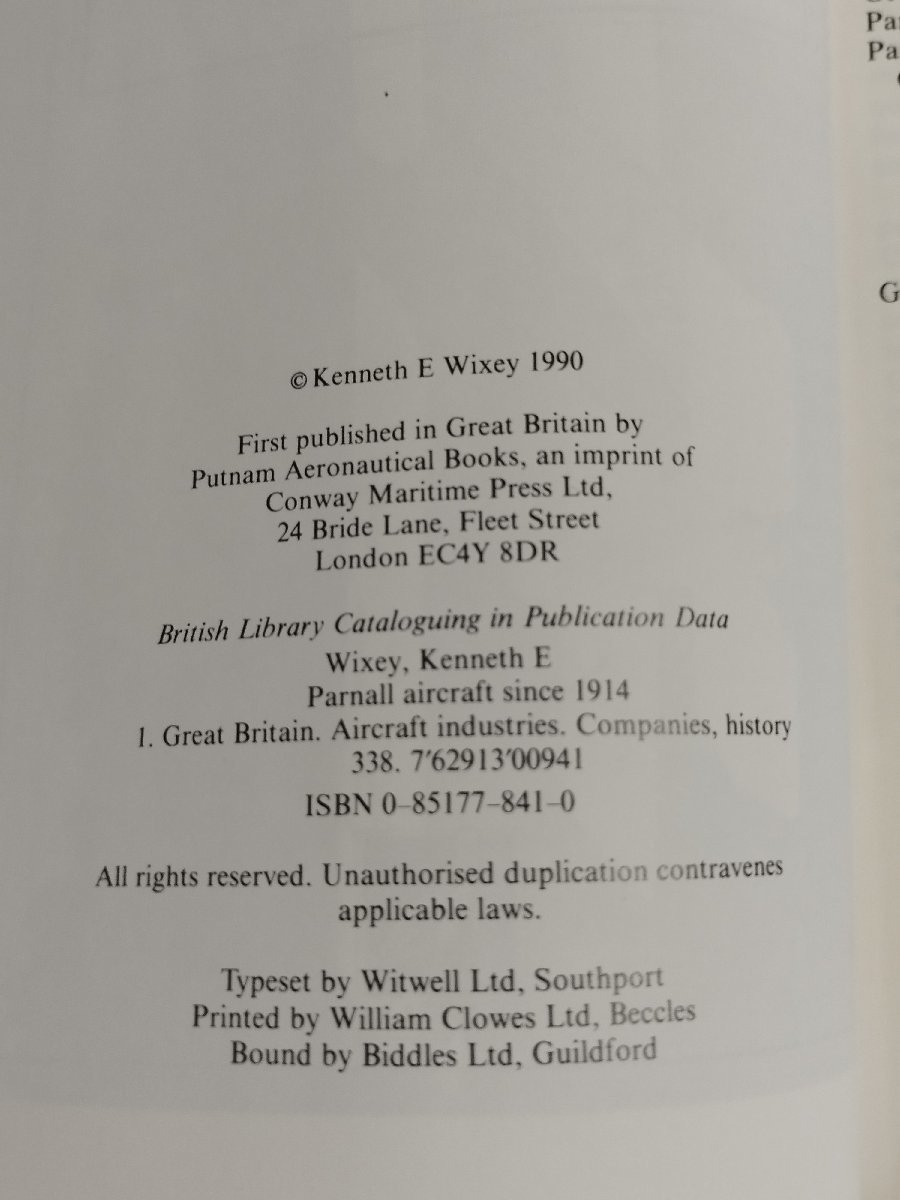 © Kenneth E Wixey 1990
First published in Great Britain by
Putnam Aeronautical Books, an imprint of
Conway Maritime Press Ltd,
24 Bride Lane, Fleet Street
London EC4Y 8DR
British Library Cataloguing in Publication Data
Wixey, Kenneth E
Parnall aircraft since 1914
1. Great Britain. Aircraft industries. Companies, history
338. 7′62913′00941
ISBN 0–85177–841–0
All rights reserved. Unauthorised duplication contravenes
applicable laws.
Typeset by Witwell Ltd, Southport
Printed by William Clowes Ltd, Beccles
Bound by Biddles Ltd, Guildford